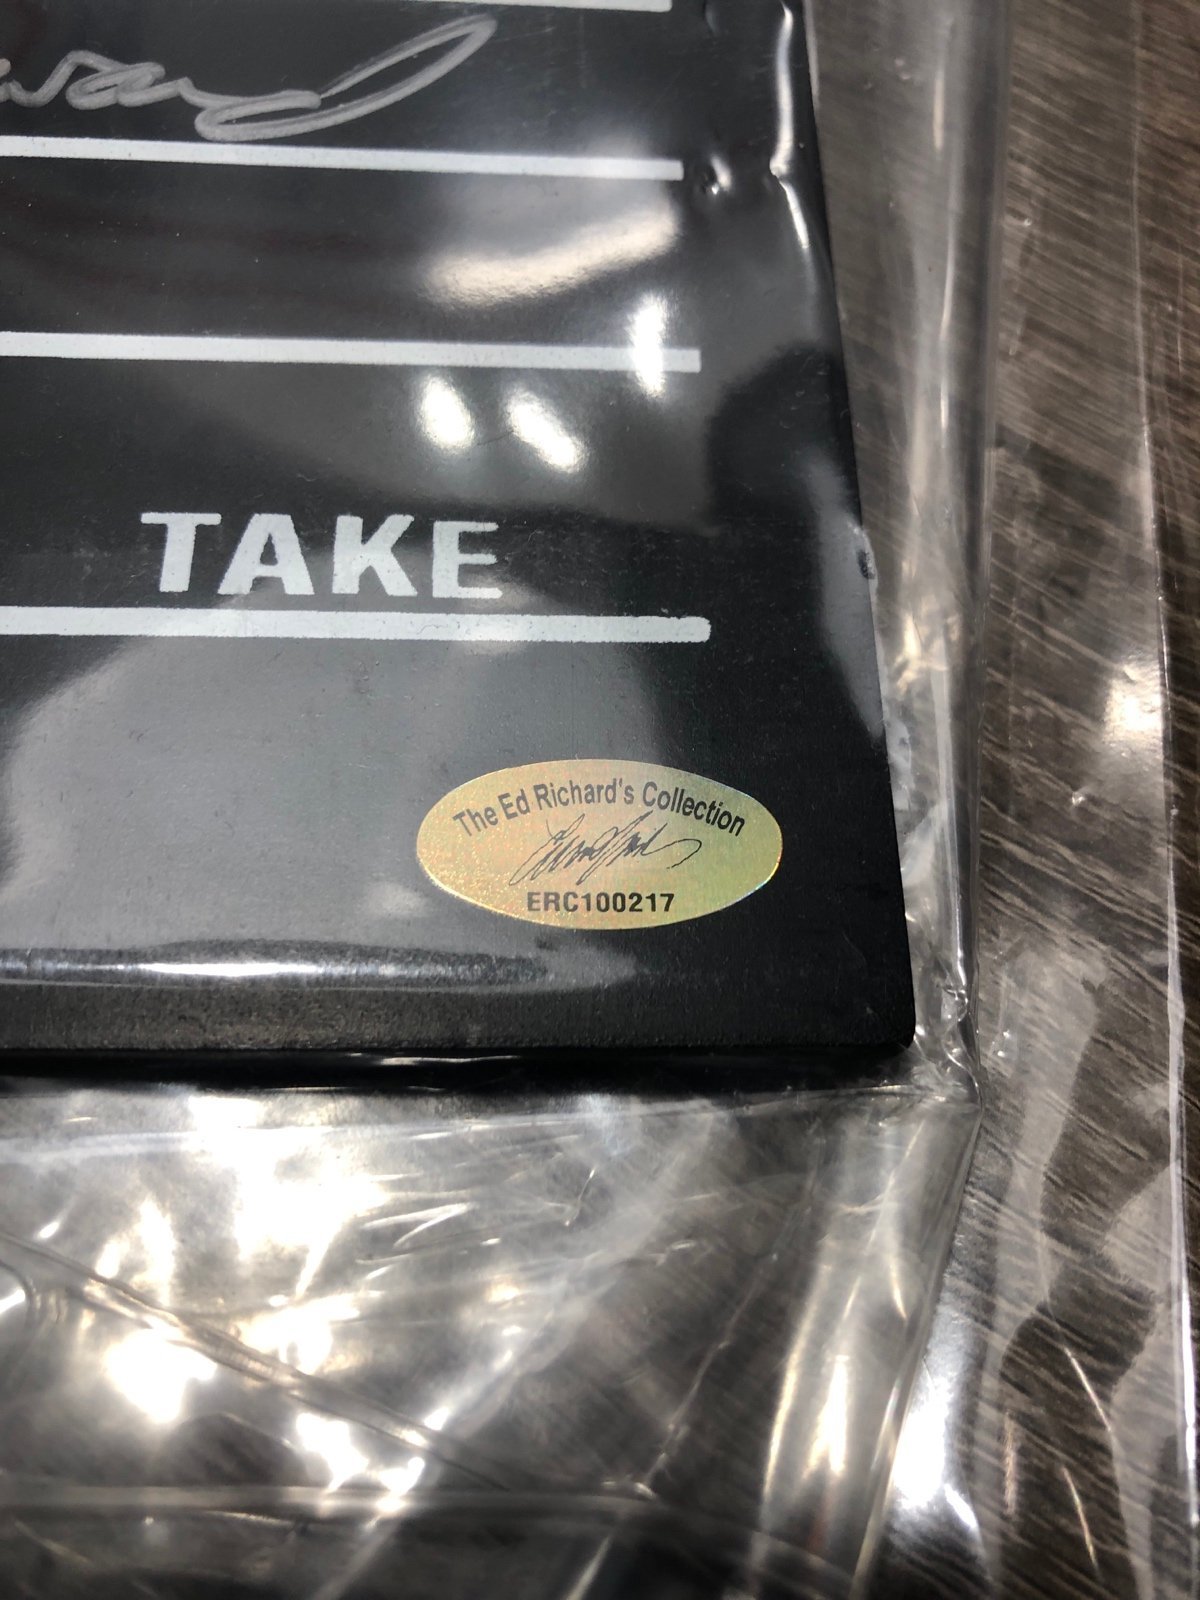 TAKE
The Ed Richard's Collection
ERC100217